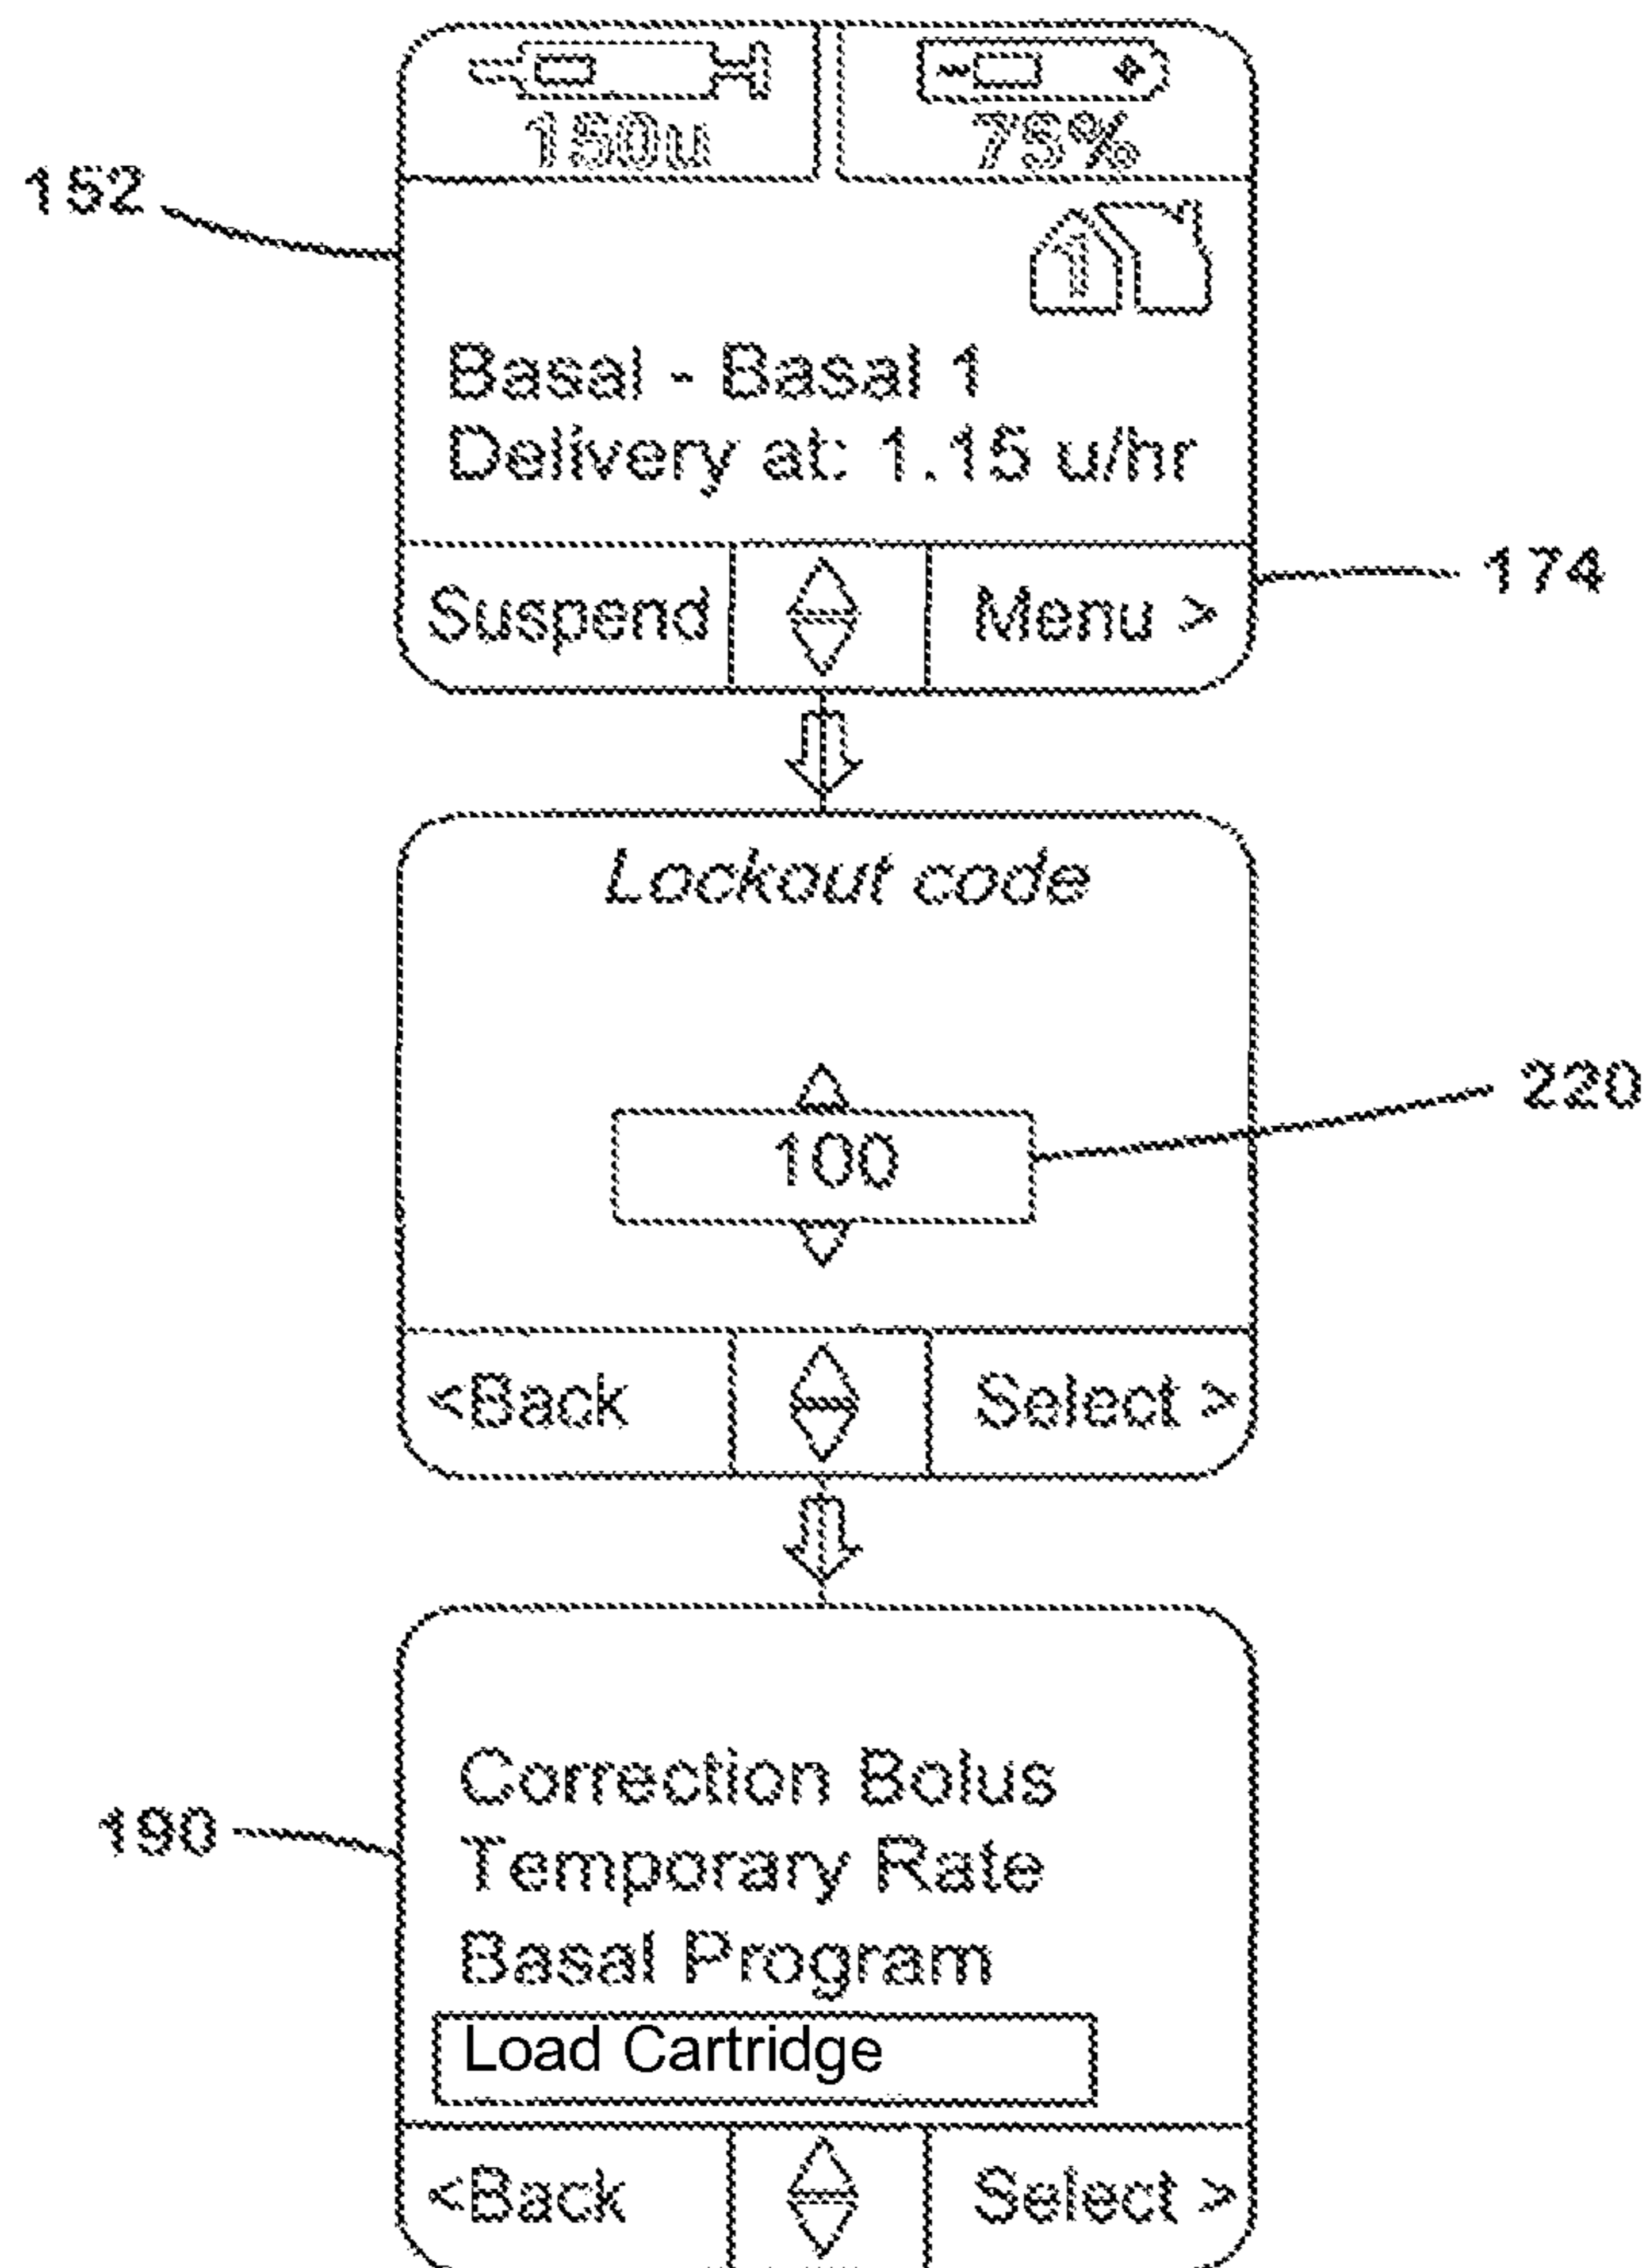 150u 75%
152
1
Basal - Basal 1
Delivery at: 1.15 u/hr
Suspend Menu >
174
Lockout code
100
220
<Back Select >
Correction Bolus
190
Temporary Rate
Basal Program
Load Cartridge
<Back Select >